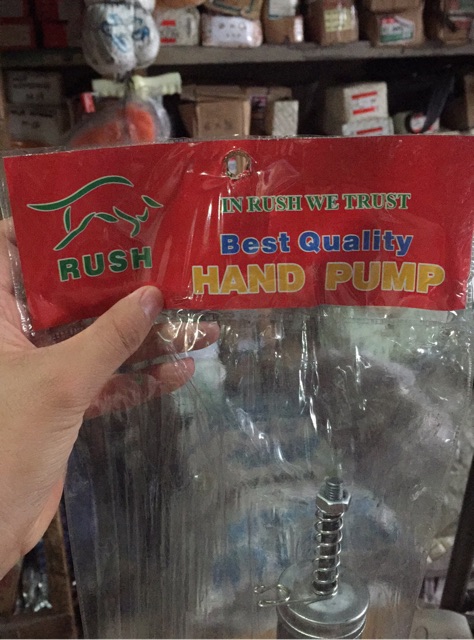 RUSH
IN RUSH WE TRUST
Best Quality
HAND PUMP